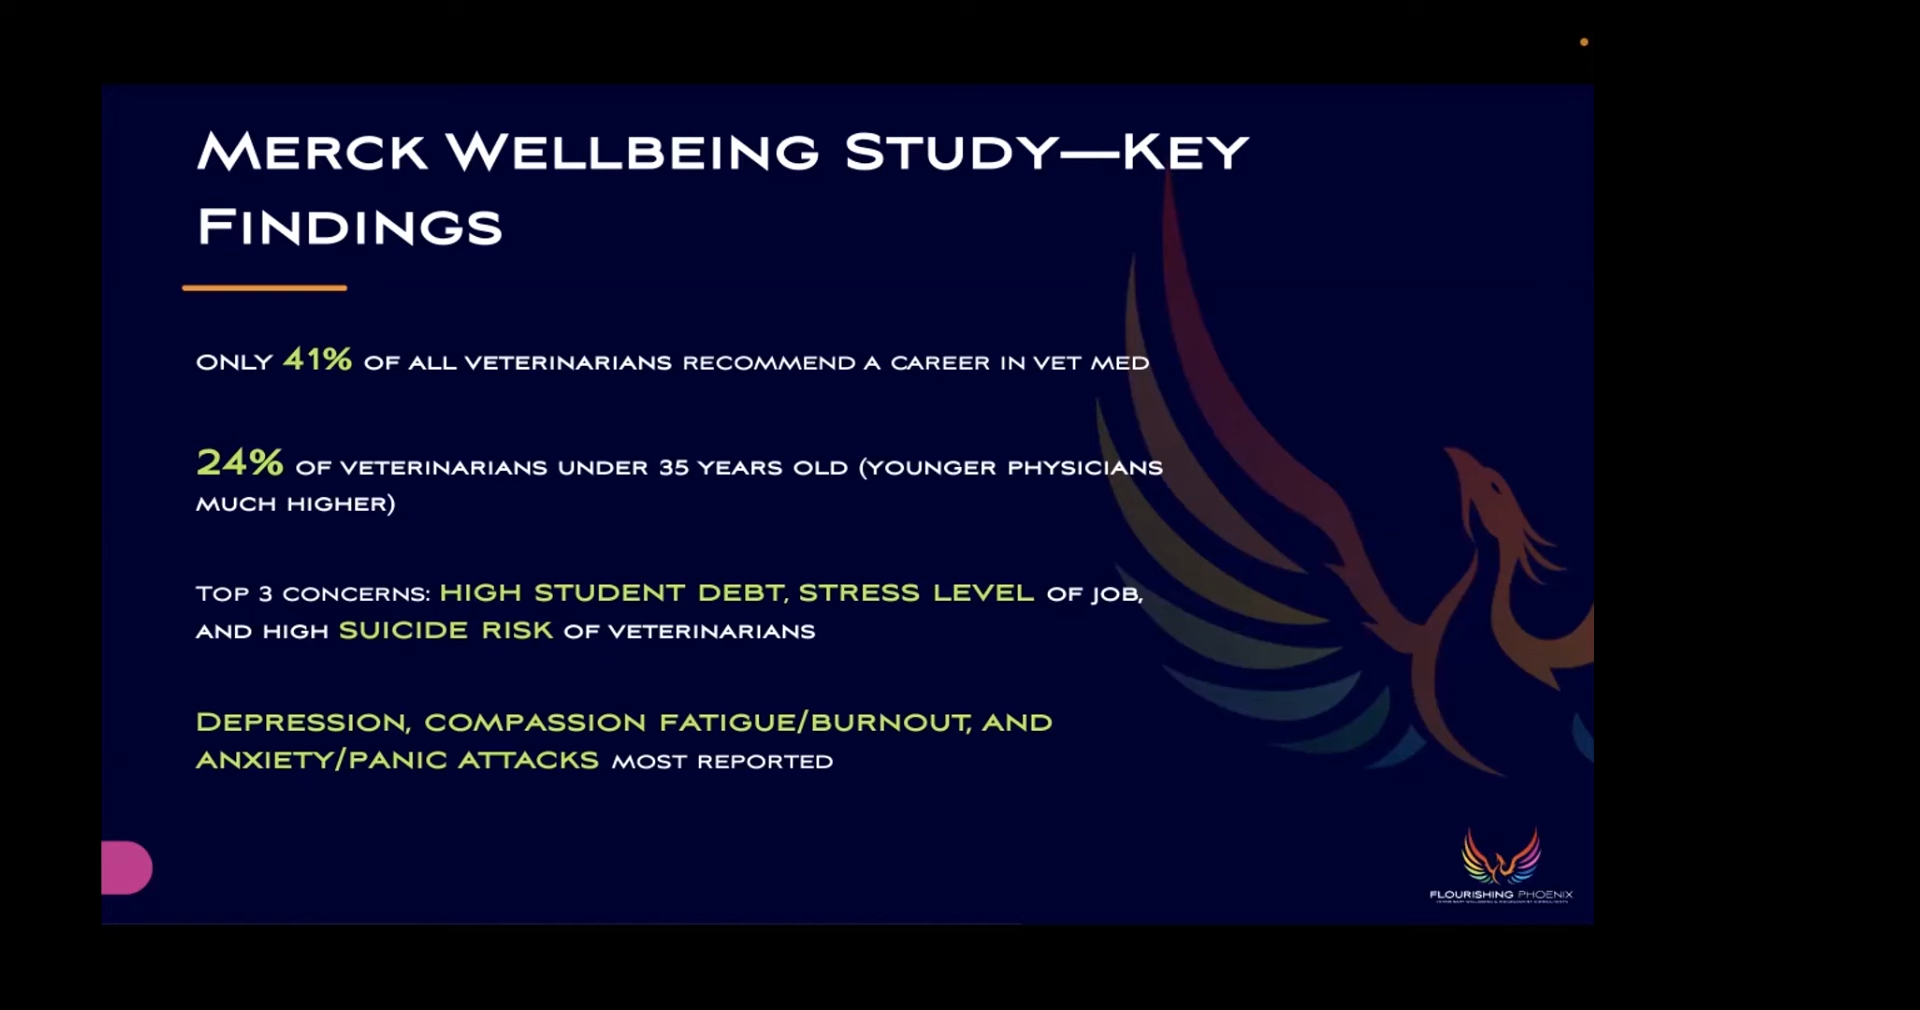 Merck Wellbeing Study—Key
Findings
only 41% of all veterinarians recommend a career in vet med
24% of veterinarians under 35 years old (younger physicians
much higher)
Top 3 concerns: high student debt, stress level of job,
and high suicide risk of veterinarians
Depression, compassion fatigue/burnout, and
anxiety/panic attacks most reported
FLOURISHING PHOENIX